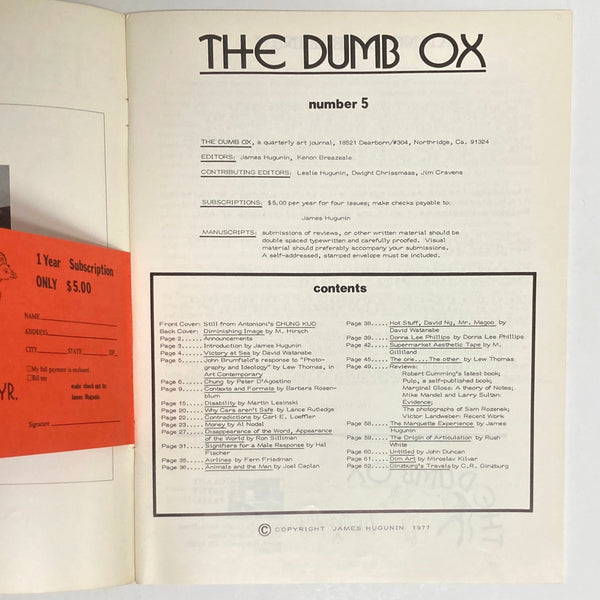 THE DUMB OX
number 5
THE DUMB OX, a quarterly art journal, 18521 Dearborn/#304, Northridge, Ca. 91324
EDITORS: James Hugunin, Kenon Breazeale
CONTRIBUTING EDITORS: Leslie Hugunin, Dwight Chrissmass, Jim Cravens
SUBSCRIPTIONS: $5.00 per year for four issues; make checks payable to:
James Hugunin
MANUSCRIPTS: submissions of reviews, or other written material should be
double spaced typewritten and carefully proofed. Visual
material should preferably accompany your submissions.
A self-addressed, stamped envelope must be included.
contents
Front Cover: Still from Antonioni's CHUNG KUO
Back Cover: Diminishing Image by M. Hirsch
Page 2..... Announcements
Page 3..... Introduction by James Hugunin
Page 4..... Victory at Sea by David Watanabe
Page 5..... John Brumfield's response to "Photo-
graphy and Ideology" by Lew Thomas, in
Art Contemporary
Page 6..... Chung by Peter D'Agostino
Page 9..... Contexts and Formats by Barbara Rosen-
blum
Page 15..... Disability by Martin Lesinski
Page 20..... Why Cars aren't Safe by Lance Rutledge
Page 22..... Contradictions by Carl E. Loeffler
Page 23..... Money by Al Nodal
Page 27..... Disappearance of the Word, Appearance
of the World by Ron Silliman
Page 31..... Signifiers for a Male Response by Hal
Fischer
Page 35..... Airlines by Fern Friedman
Page 36..... Animals and the Man by Joel Caplan
Page 38..... Hot Stuff, David Ng, Mr. Magoo by
David Watanabe
Page 39..... Donna Lee Phillips by Donna Lee Phillips
Page 42..... Supermarket Aesthetic Tape by M.
Gilliland
Page 45..... The one....The other by Lew Thomas
Page 49..... Reviews:
Robert Cumming's latest book;
Pulp, a self-published book;
Marginal Gloss: A theory of Notes;
Mike Mandel and Larry Sultan:
Evidence;
The photographs of Sam Rozenek;
Victor Landweber: Recent Work
Page 58..... The Marquette Experience by James
Hugunin
Page 59..... The Origin of Articulation by Rush
White
Page 60..... Untitled by John Duncan
Page 61..... Dim Art by Miroslav Kilvar
Page 62..... Ginzburg's Travels by C.R. Ginzburg
© COPYRIGHT JAMES HUGUNIN 1977
1 Year Subscription
ONLY $5.00
NAME
ADDRESS
CITY STATE ZIP
My full payment is enclosed
Bill me
make check out to:
James Hugunin
YR.
Signature